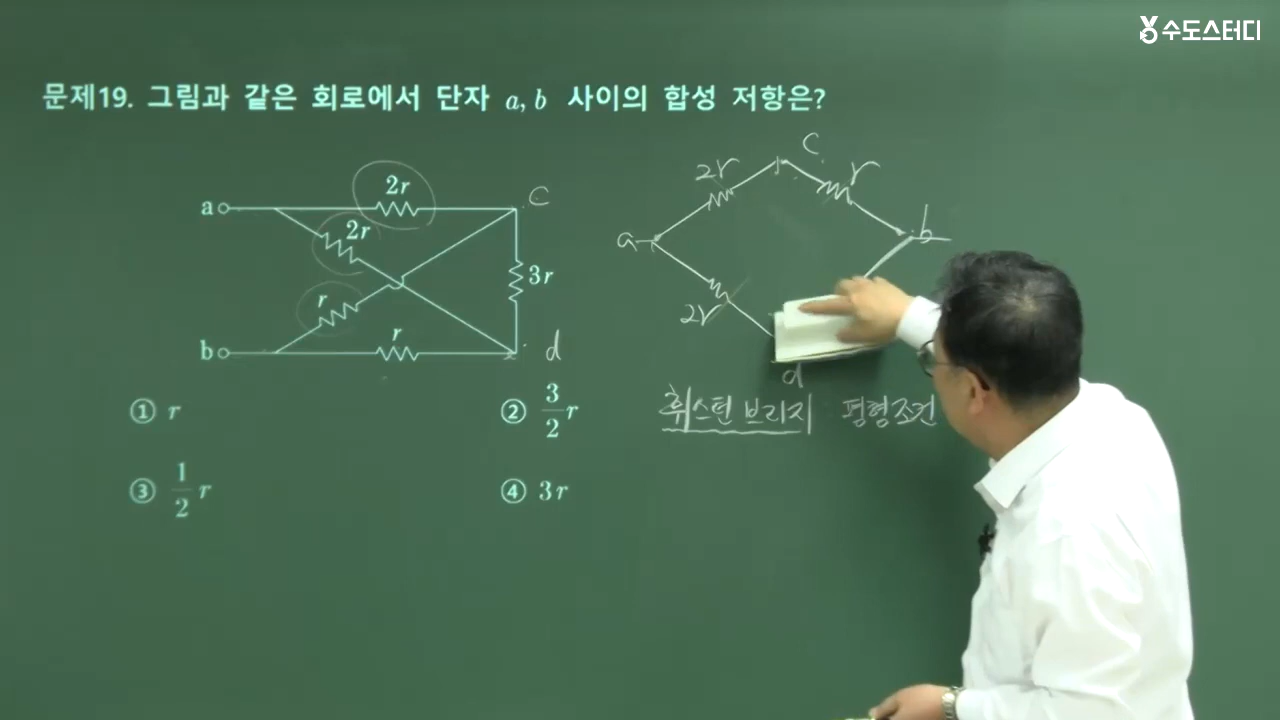 수도스터디
문제19. 그림과 같은 회로에서 단자 a, b 사이의 합성 저항은?
2r
c
a
2r
r
3r
r
b
d
① r
② 3/2 r
③ 1/2 r
④ 3r
c
2r
r
a
b
2r
d
휘스턴 브리지 평형조건